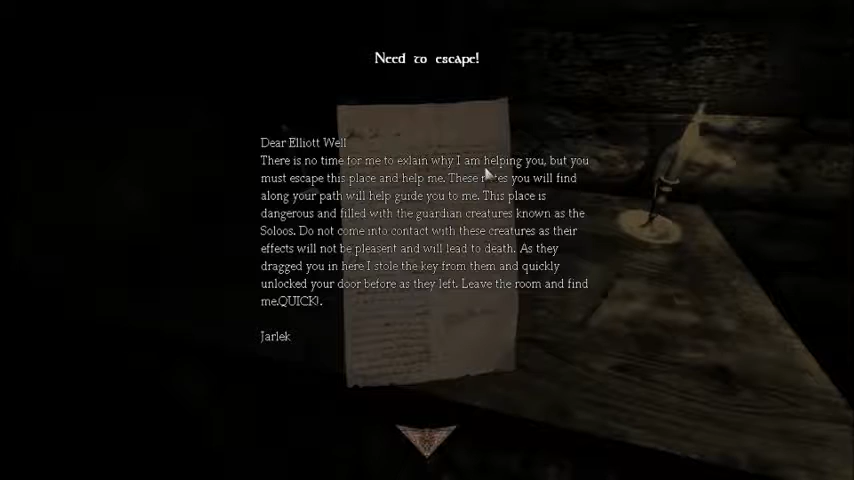 Need to escape!
Dear Elliott Well
There is no time for me to exlain why I am helping you, but you
must escape this place and help me. These you will find
along your path will help guide you to me. This place is
dangerous and filled with the guardian creatures known as the
Soloos. Do not come into contact with these creatures as their
effects will not be pleasent and will lead to death. As they
dragged you in here I stole the key from them and quickly
unlocked your door before as they left. Leave the room and find
me.QUICK!.
Jarlek